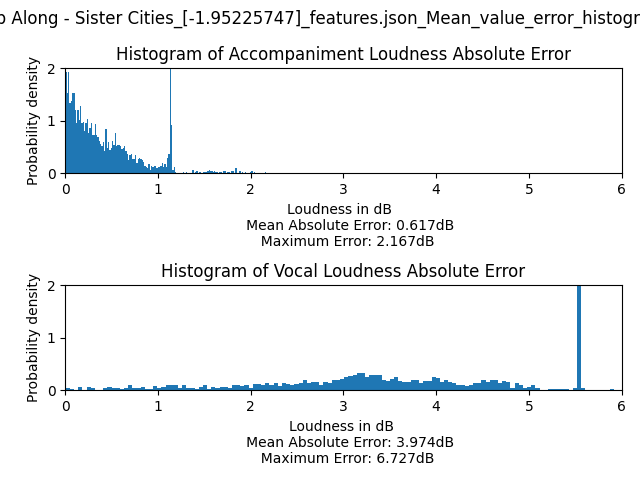 Along - Sister Cities_[-1.95225747]_features.json_Mean_value_error_histogr
Histogram of Accompaniment Loudness Absolute Error
Probability density
2
1
0
0 1 2 3 4 5 6
Loudness in dB
Mean Absolute Error: 0.617dB
Maximum Error: 2.167dB
Histogram of Vocal Loudness Absolute Error
Probability density
2
1
0
0 1 2 3 4 5 6
Loudness in dB
Mean Absolute Error: 3.974dB
Maximum Error: 6.727dB